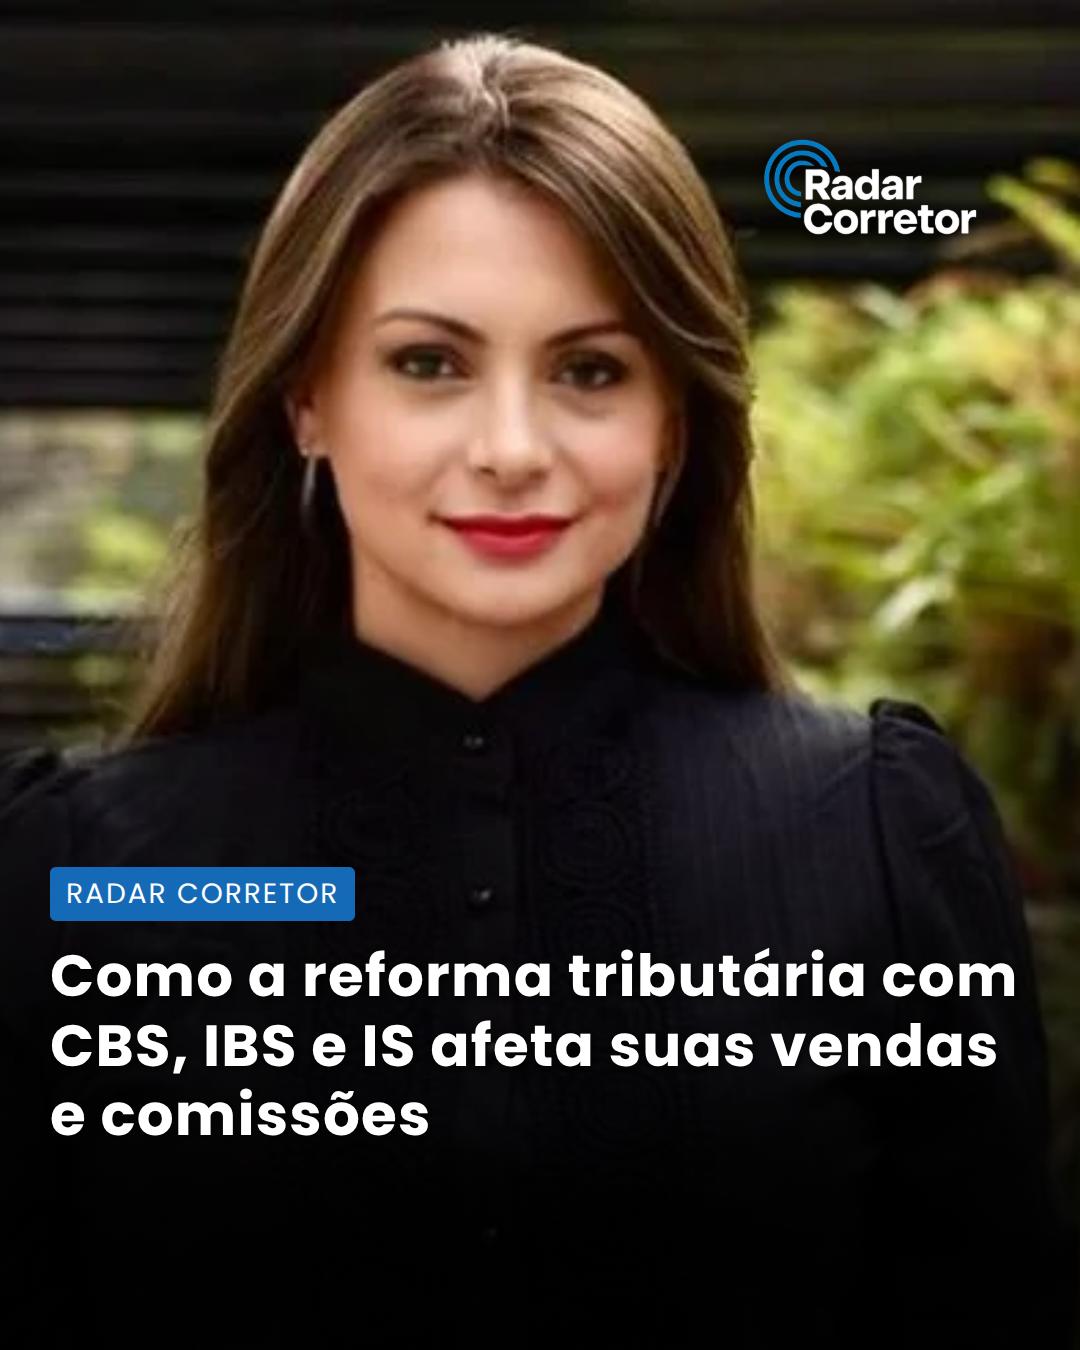 Radar
Corretor
RADAR CORRETOR
Como a reforma tributária com
CBS, IBS e IS afeta suas vendas
e comissões